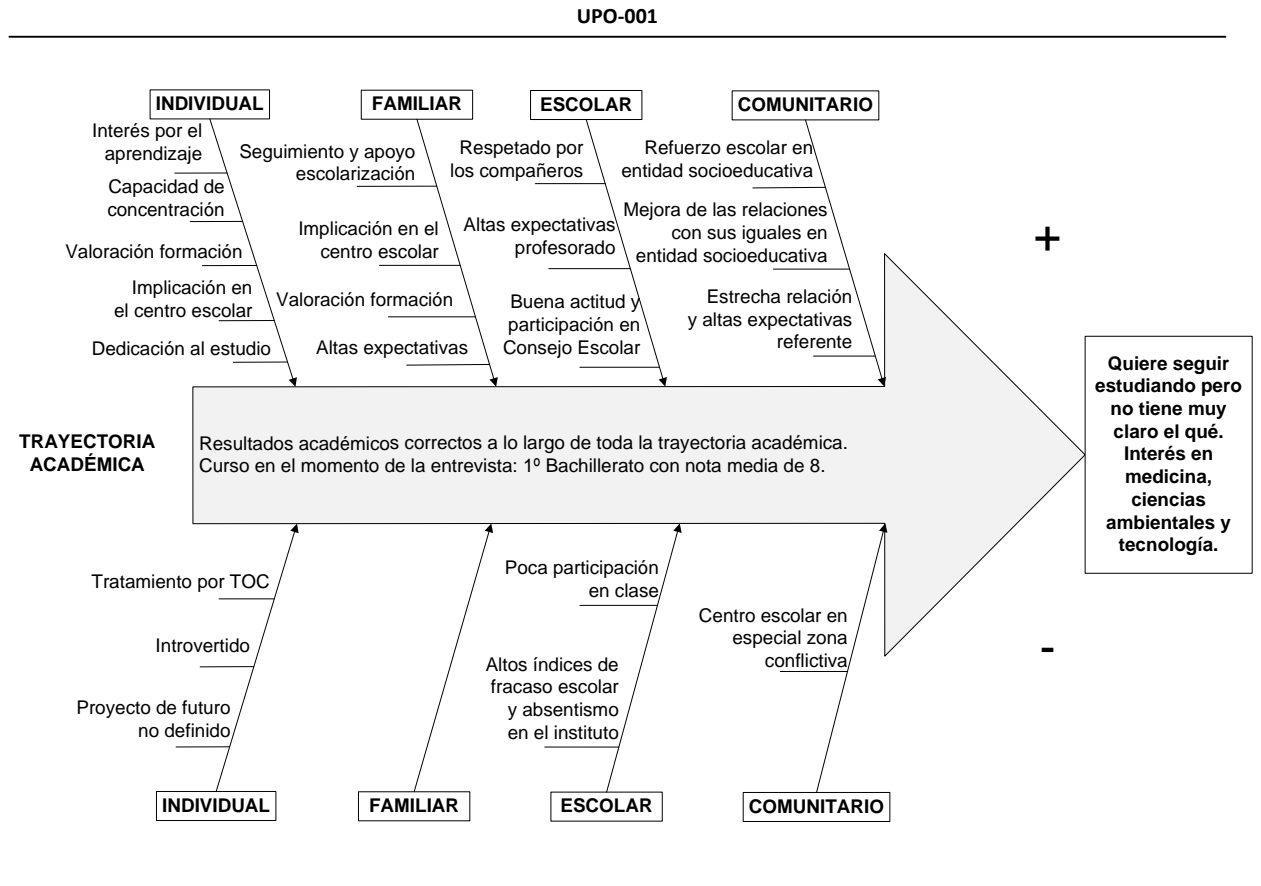 UPO-001
INDIVIDUAL
FAMILIAR
ESCOLAR
COMUNITARIO
Interés por el
aprendizaje
Capacidad de
concentración
Valoración formación
Implicación en
el centro escolar
Dedicación al estudio
Seguimiento y apoyo
escolarización
Implicación en el
centro escolar
Valoración formación
Altas expectativas
Respetado por
los compañeros
Altas expectativas
profesorado
Buena actitud y
participación en
Consejo Escolar
Refuerzo escolar en
entidad socioeducativa
Mejora de las relaciones
con sus iguales en
entidad socioeducativa
Estrecha relación
y altas expectativas
referente
+
TRAYECTORIA
ACADÉMICA
Resultados académicos correctos a lo largo de toda la trayectoria académica.
Curso en el momento de la entrevista: 1º Bachillerato con nota media de 8.
Quiere seguir
estudiando pero
no tiene muy
claro el qué.
Interés en
medicina,
ciencias
ambientales y
tecnología.
Tratamiento por TOC
Introvertido
Proyecto de futuro
no definido
Poca participación
en clase
Altos índices de
fracaso escolar
y absentismo
en el instituto
Centro escolar en
especial zona
conflictiva
-
INDIVIDUAL
FAMILIAR
ESCOLAR
COMUNITARIO